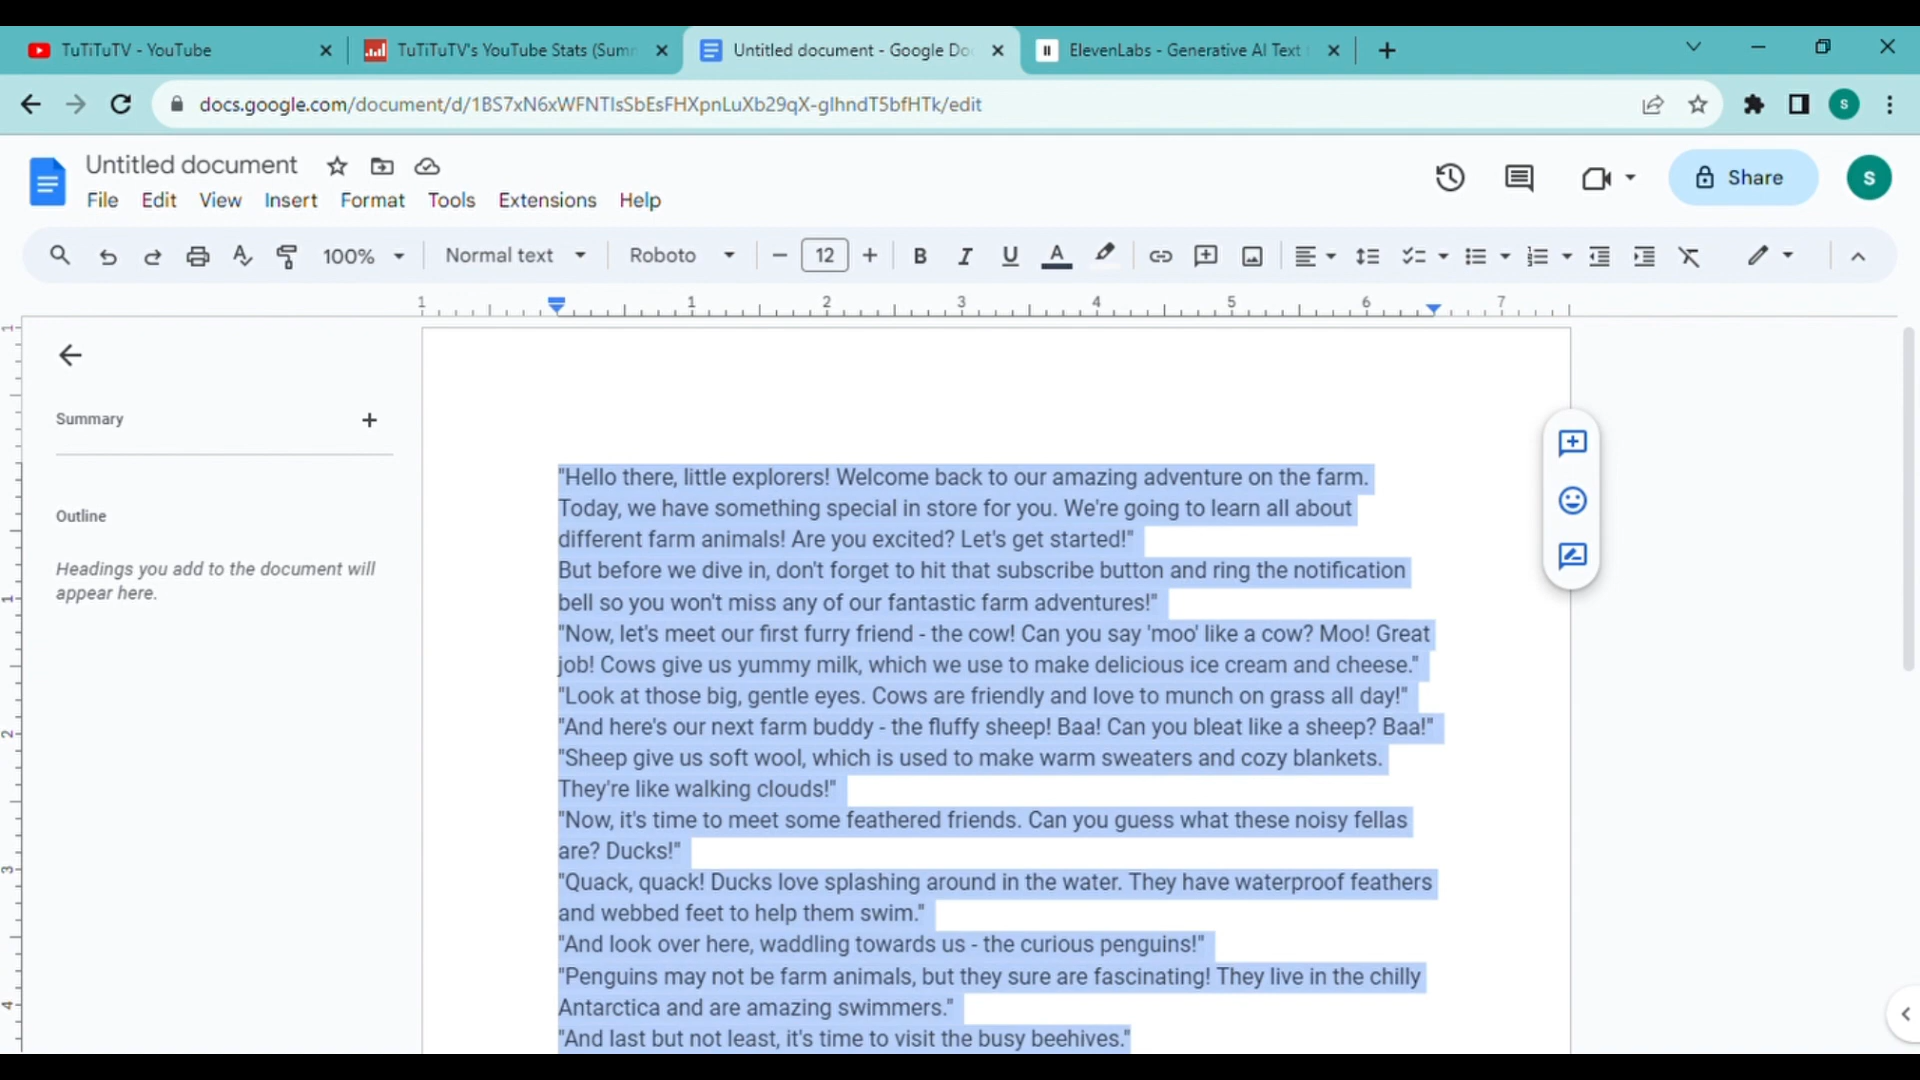 TuTiTuTV - YouTube
TuTiTuTV's YouTube Stats (Sum
Untitled document - Google Do
ElevenLabs - Generative AI Text
docs.google.com/document/d/1BS7xN6xWFNTIsSbEsFHXpnLuXb29qX-gIhndT5bfHTk/edit
S
Untitled document
File Edit View Insert Format Tools Extensions Help
Share
S
100% Normal text Roboto 12 B I U A
1 1 2 3 4 5 6 7
1
1
2
3
4
Summary
Outline
Headings you add to the document will
appear here.
"Hello there, little explorers! Welcome back to our amazing adventure on the farm.
Today, we have something special in store for you. We're going to learn all about
different farm animals! Are you excited? Let's get started!"
But before we dive in, don't forget to hit that subscribe button and ring the notification
bell so you won't miss any of our fantastic farm adventures!"
"Now, let's meet our first furry friend - the cow! Can you say 'moo' like a cow? Moo! Great
job! Cows give us yummy milk, which we use to make delicious ice cream and cheese."
"Look at those big, gentle eyes. Cows are friendly and love to munch on grass all day!"
"And here's our next farm buddy - the fluffy sheep! Baa! Can you bleat like a sheep? Baa!"
"Sheep give us soft wool, which is used to make warm sweaters and cozy blankets.
They're like walking clouds!"
"Now, it's time to meet some feathered friends. Can you guess what these noisy fellas
are? Ducks!"
"Quack, quack! Ducks love splashing around in the water. They have waterproof feathers
and webbed feet to help them swim."
"And look over here, waddling towards us - the curious penguins!"
"Penguins may not be farm animals, but they sure are fascinating! They live in the chilly
Antarctica and are amazing swimmers."
"And last but not least, it's time to visit the busy beehives."